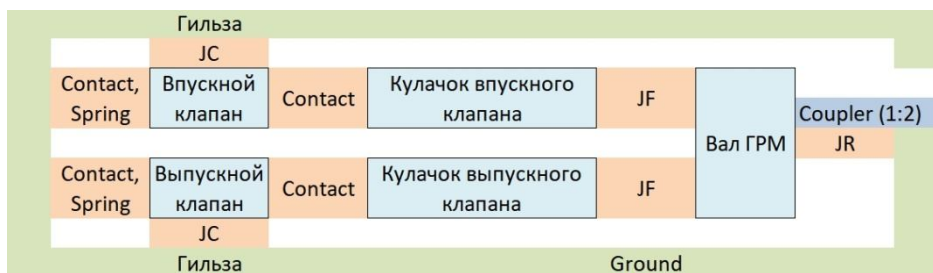 Гильза
JC
Contact,
Spring
Впускной
клапан
Contact
Кулачок впускного
клапана
JF
Вал ГРМ
Coupler (1:2)
JR
Contact,
Spring
Выпускной
клапан
Contact
Кулачок выпускного
клапана
JF
JC
Гильза
Ground